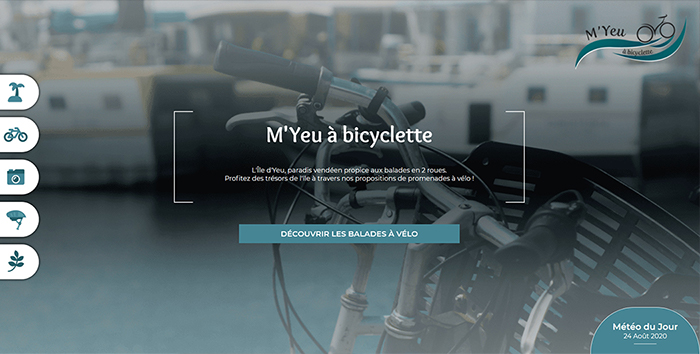 M'Yeu
à bicyclette
M'Yeu à bicyclette
L'Île d'Yeu, paradis vendéen propice aux balades en 2 roues.
Profitez des trésors de l'île à travers nos propositions de promenades à vélo !
DÉCOUVRIR LES BALADES À VÉLO
Météo du Jour
24 Août 2020